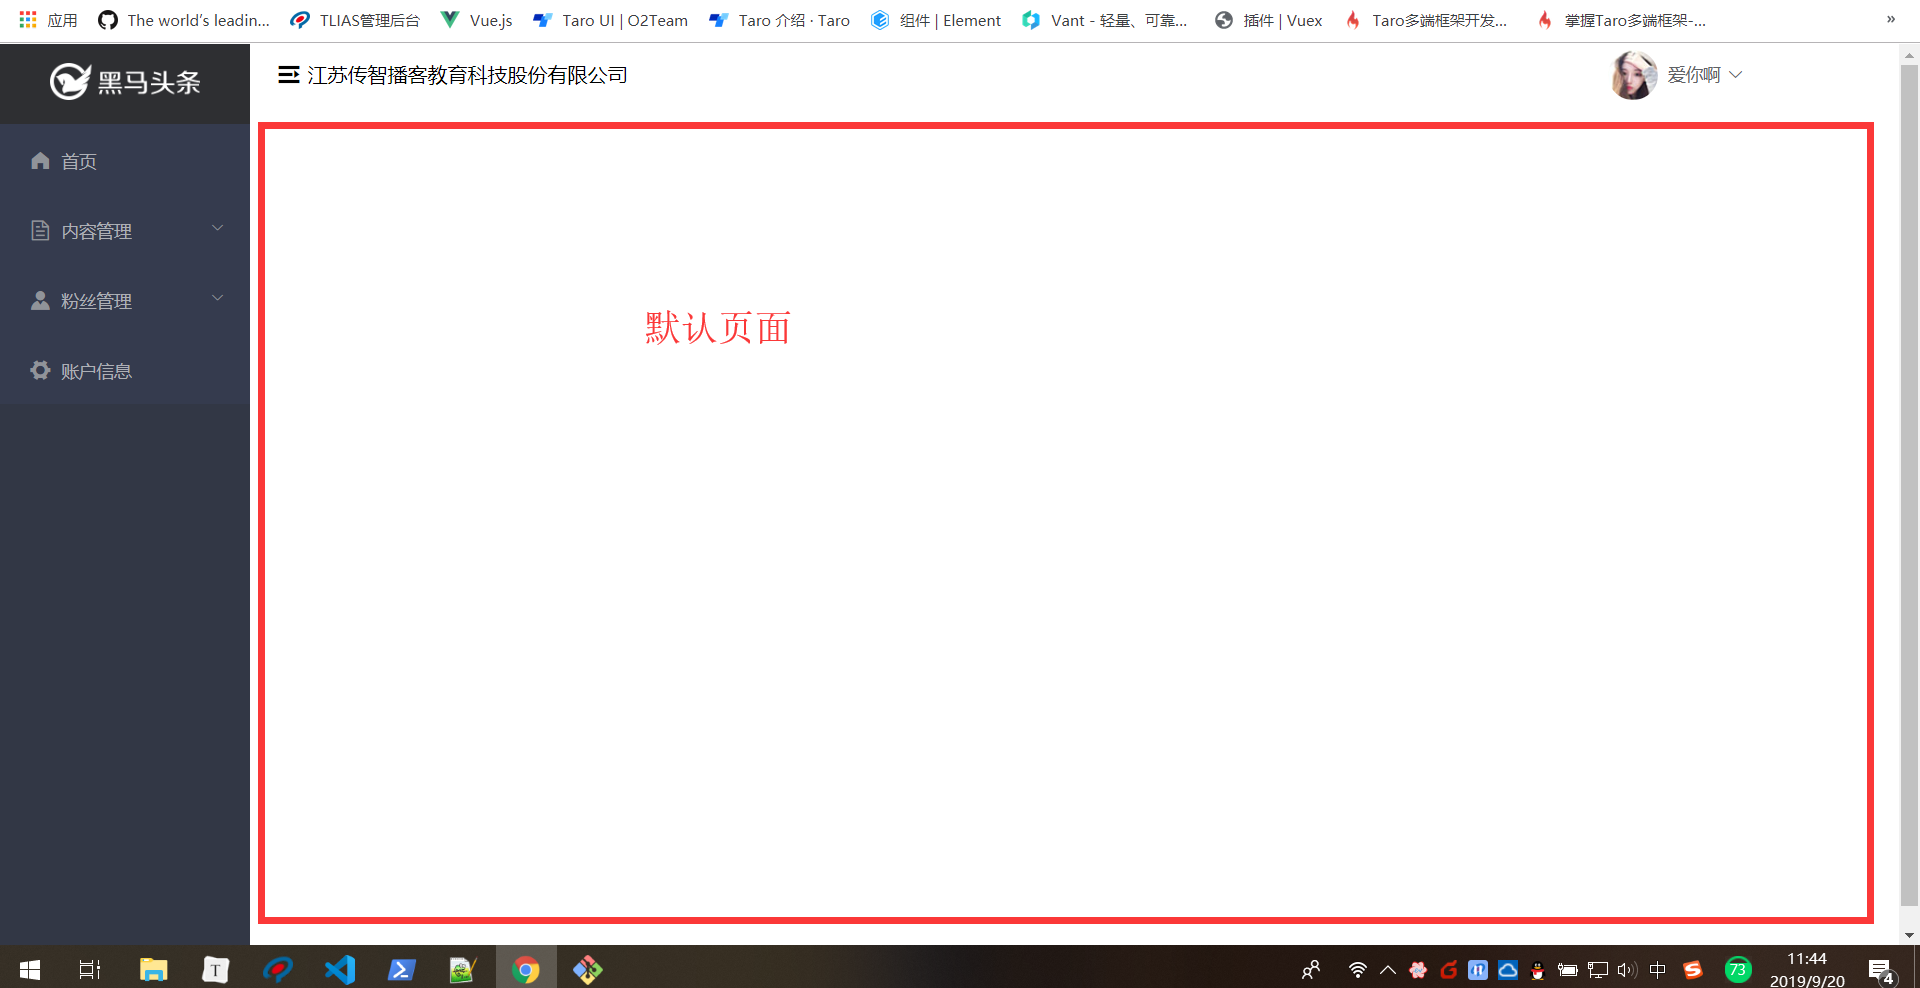 应用
The world's leadin...
TLIAS管理后台
Vue.js
Taro UI | O2Team
Taro 介绍 · Taro
组件 | Element
Vant - 轻量、可靠...
插件 | Vuex
Taro多端框架开发...
掌握Taro多端框架-...
»
黑马头条
江苏传智播客教育科技股份有限公司
爱你啊
首页
内容管理
粉丝管理
账户信息
默认页面
T
中
73
11:44
2019/9/20
4